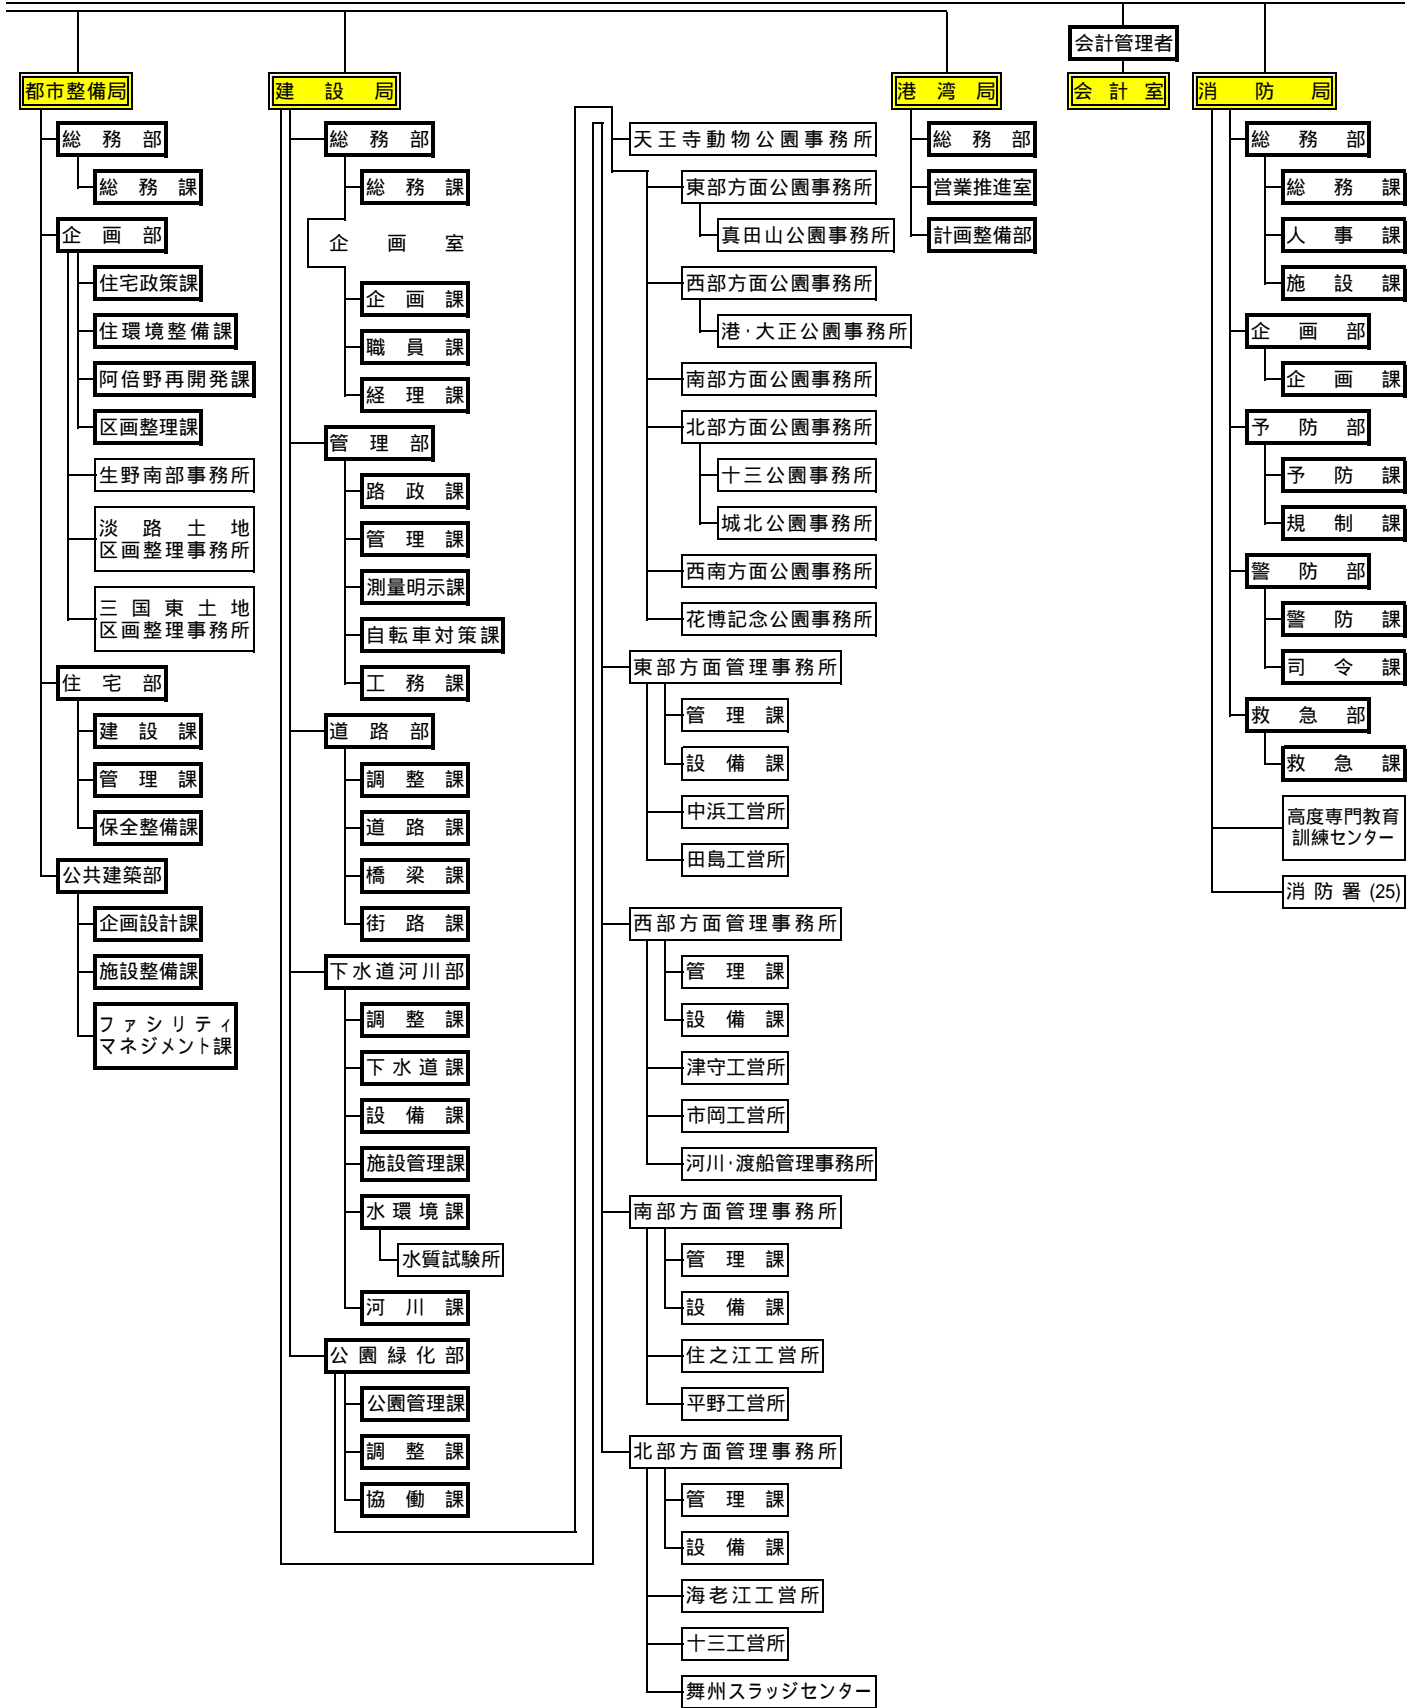 会計管理者
都市整備局
総務部
総務課
企画部
住宅政策課
住環境整備課
阿倍野再開発課
区画整理課
生野南部事務所
淡路土地
区画整理事務所
三国東土地
区画整理事務所
住宅部
建設課
管理課
保全整備課
公共建築部
企画設計課
施設整備課
ファシリティ
マネジメント課
建設局
総務部
総務課
企画室
企画課
職員課
経理課
管理部
路政課
管理課
測量明示課
自転車対策課
工務課
道路部
調整課
道路課
橋梁課
街路課
下水道河川部
調整課
下水道課
設備課
施設管理課
水環境課
水質試験所
河川課
公園緑化部
公園管理課
調整課
協働課
天王寺動物公園事務所
東部方面公園事務所
真田山公園事務所
西部方面公園事務所
港・大正公園事務所
南部方面公園事務所
北部方面公園事務所
十三公園事務所
城北公園事務所
西南方面公園事務所
花博記念公園事務所
東部方面管理事務所
管理課
設備課
中浜工営所
田島工営所
西部方面管理事務所
管理課
設備課
津守工営所
市岡工営所
河川・渡船管理事務所
南部方面管理事務所
管理課
設備課
住之江工営所
平野工営所
北部方面管理事務所
管理課
設備課
海老江工営所
十三工営所
舞州スラッジセンター
港湾局
総務部
営業推進室
計画整備部
会計室
消防局
総務部
総務課
人事課
施設課
企画部
企画課
予防部
予防課
規制課
警防部
警防課
司令課
救急部
救急課
高度専門教育
訓練センター
消防署(25)